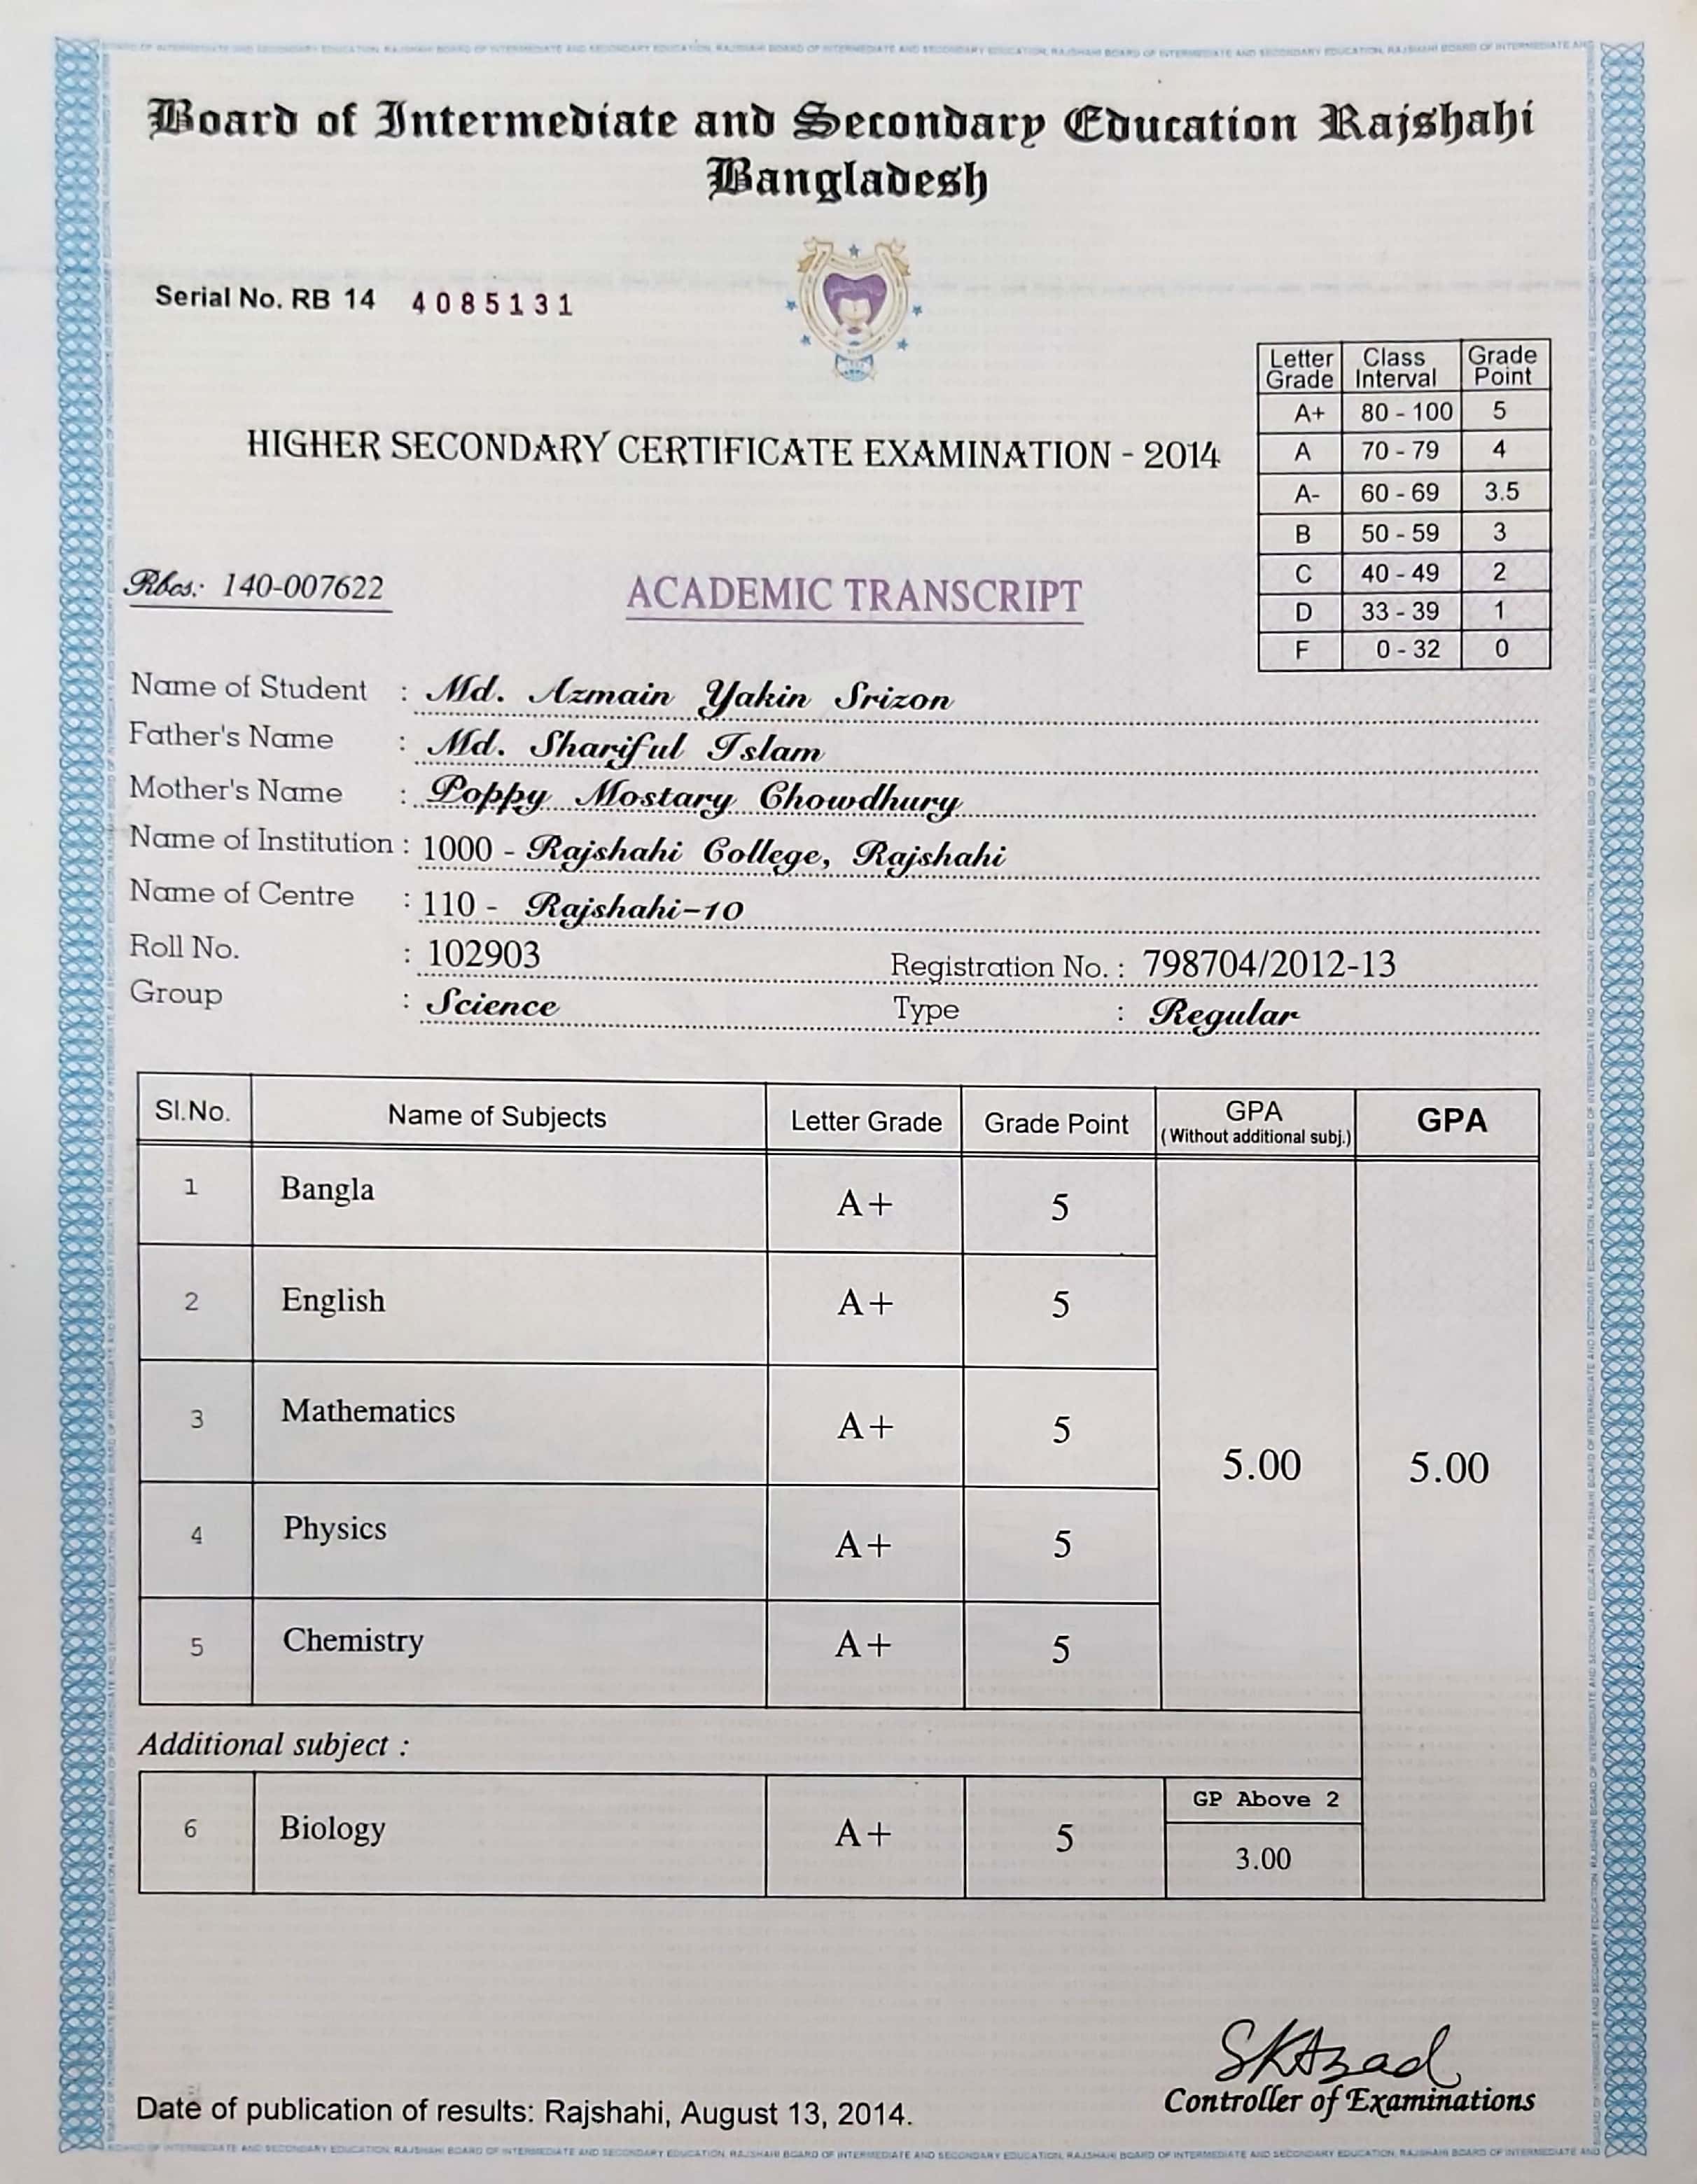 Board of Intermediate and Secondary Education Rajshahi
Bangladesh
Serial No. RB 14 4085131
Letter Grade Class Interval Grade Point
A+ 80 - 100 5
A 70 - 79 4
A- 60 - 69 3.5
B 50 - 59 3
C 40 - 49 2
D 33 - 39 1
F 0 - 32 0
HIGHER SECONDARY CERTIFICATE EXAMINATION - 2014
Rbcs: 140-007622
ACADEMIC TRANSCRIPT
Name of Student : Md. Azmain Yakin Srizon
Father's Name : Md. Shariful Islam
Mother's Name : Poppy Mostary Chowdhury
Name of Institution : 1000 - Rajshahi College, Rajshahi
Name of Centre : 110 - Rajshahi-10
Roll No. : 102903 Registration No. : 798704/2012-13
Group : Science Type : Regular
Sl.No. Name of Subjects Letter Grade Grade Point GPA (Without additional subj.) GPA
1 Bangla A+ 5
2 English A+ 5
3 Mathematics A+ 5
5.00 5.00
4 Physics A+ 5
5 Chemistry A+ 5
Additional subject :
GP Above 2
6 Biology A+ 5
3.00
SKAzad
Controller of Examinations
Date of publication of results: Rajshahi, August 13, 2014.